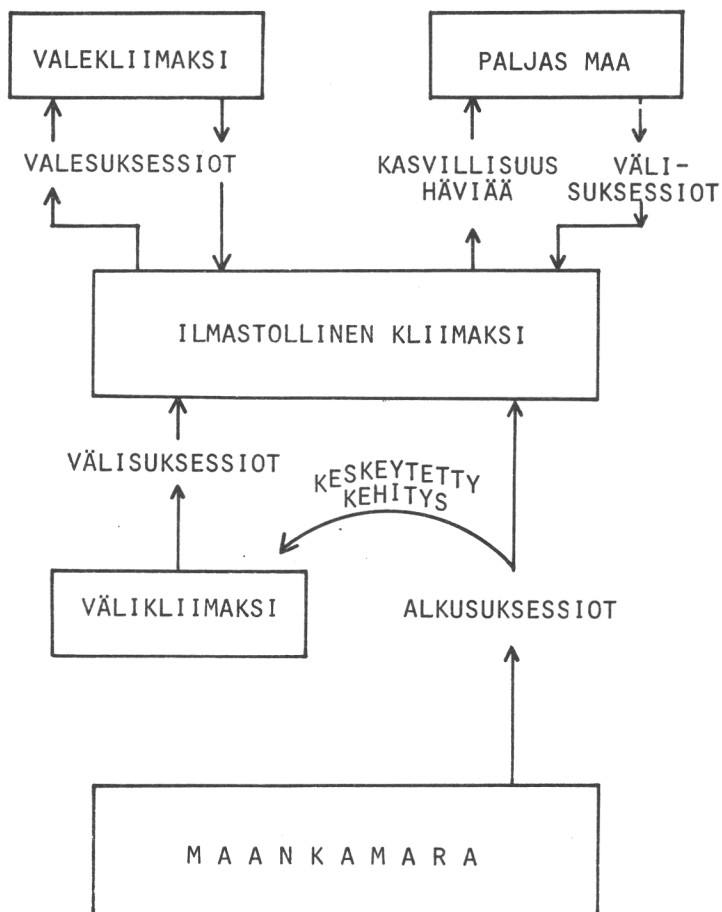 VALEKLIIMAKSI
PALJAS MAA
VALESUKSESSIOT
KASVILLISUUS
HÄVIÄÄ
VÄLI-
SUKSESSIOT
ILMASTOLLINEN KLIIMAKSI
VÄLISUKSESSIOT
KESKEYTETTY
KEHITYS
VÄLIKLIIMAKSI
ALKUSUKSESSIOT
MAANKAMARA